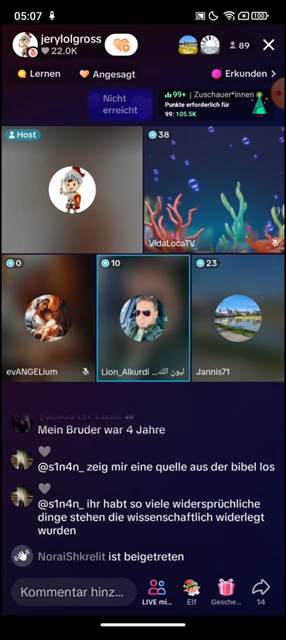 05:07
100
jerylolgross
22.0K
89
Lernen
Angesagt
Erkunden >
Nicht erreicht
99+ | Zuschauer*innen
Punkte erforderlich für
99: 105.5K
Host
38
VidaLocaTV
0
10
23
evANGELium
Lion_Alkurdi ليون الك...
Jannis71
Mein Bruder war 4 Jahre
@s1n4n_ zeig mir eine quelle aus der bibel los
@s1n4n_ ihr habt so viele widersprüchliche
dinge stehen die wissenschaftlich widerlegt
wurden
NoraiShkrelit ist beigetreten
Kommentar hinz...
LIVE mi...
Elf
Gesche...
14